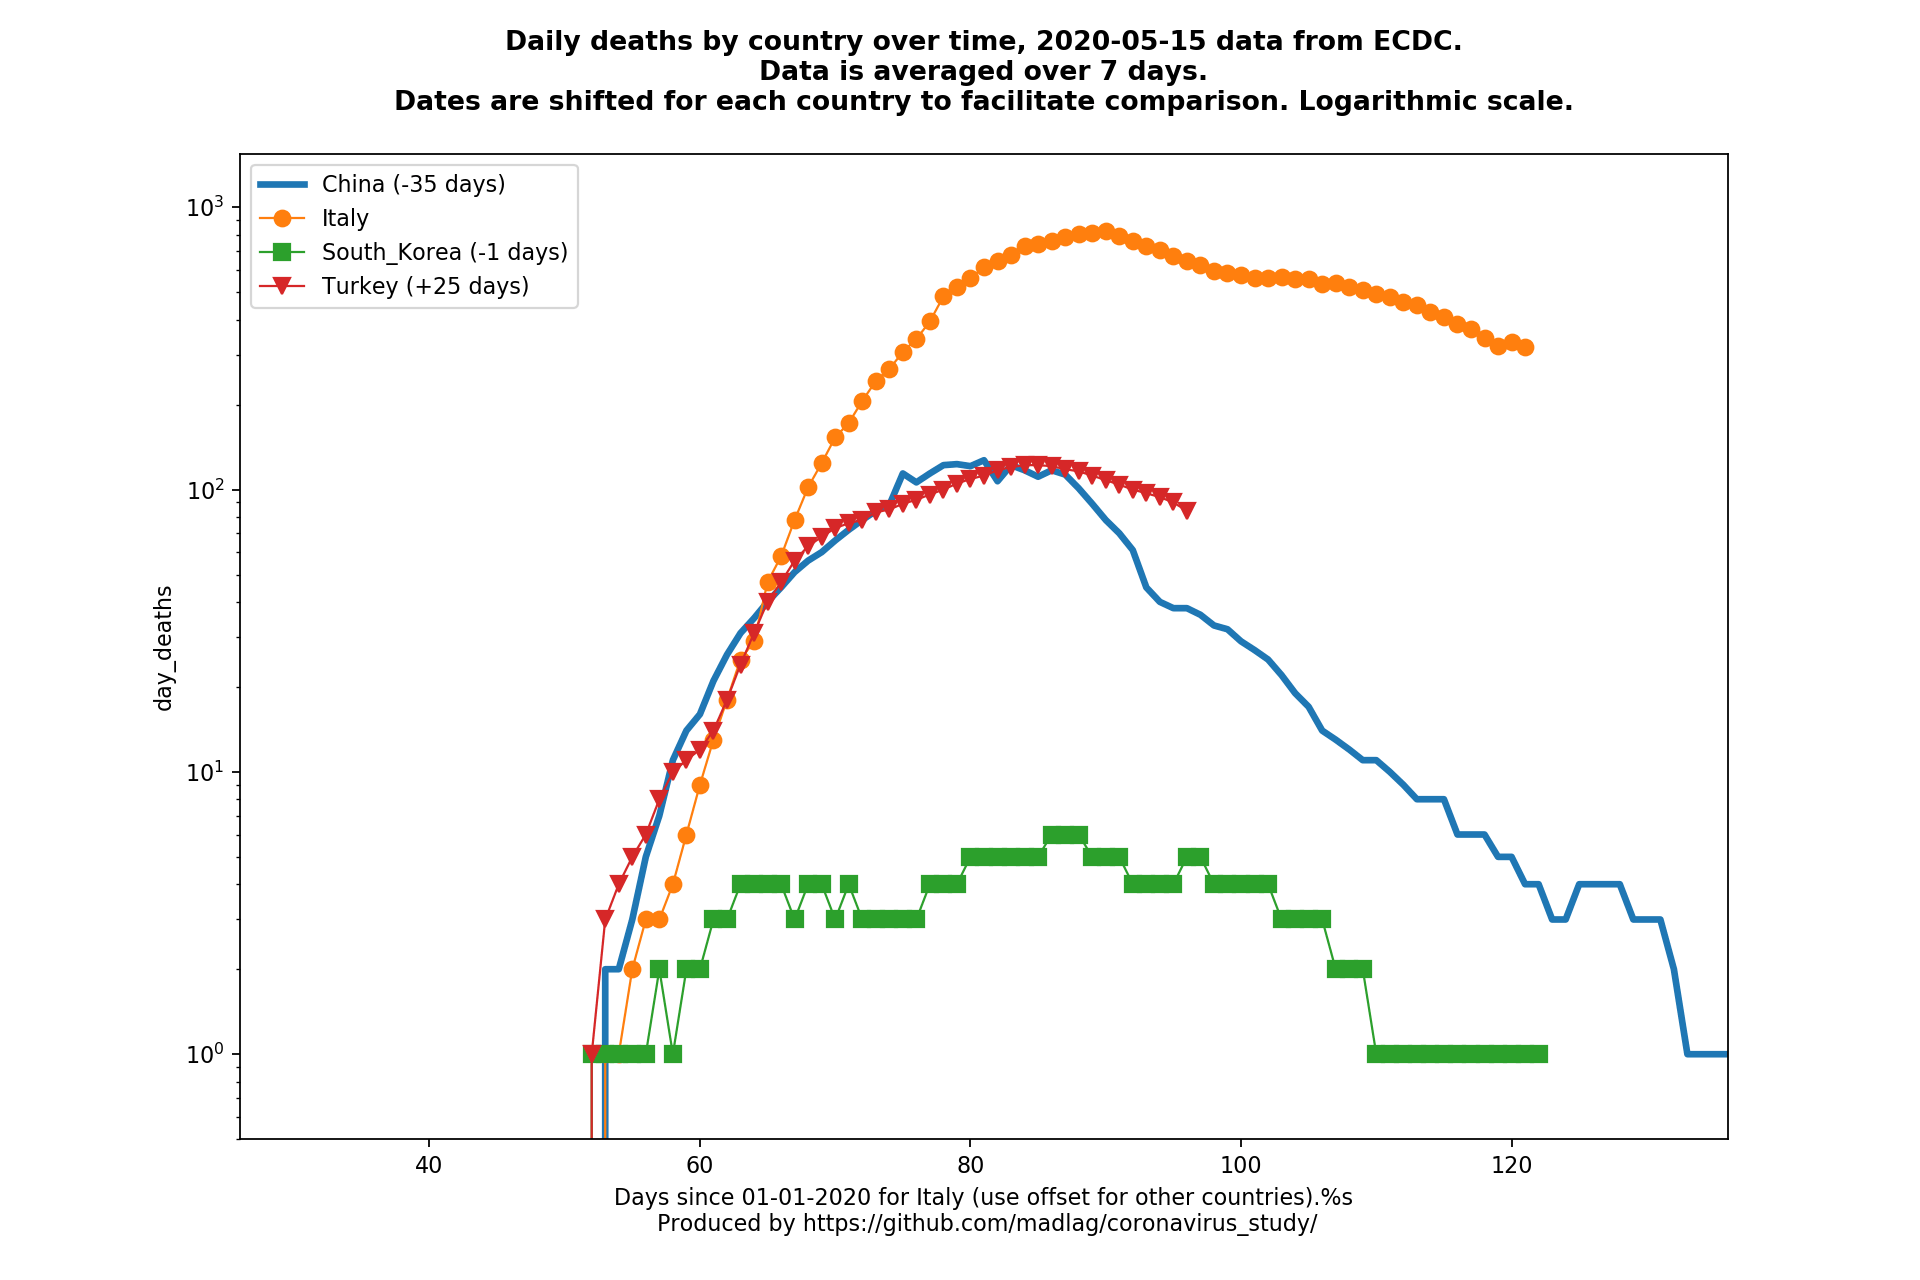 Daily deaths by country over time, 2020-05-15 data from ECDC.
Data is averaged over 7 days.
Dates are shifted for each country to facilitate comparison. Logarithmic scale.
China (-35 days)
Italy
South_Korea (-1 days)
Turkey (+25 days)
10³
10²
10¹
10⁰
day_deaths
40 60 80 100 120
Days since 01-01-2020 for Italy (use offset for other countries).%s
Produced by https://github.com/madlag/coronavirus_study/